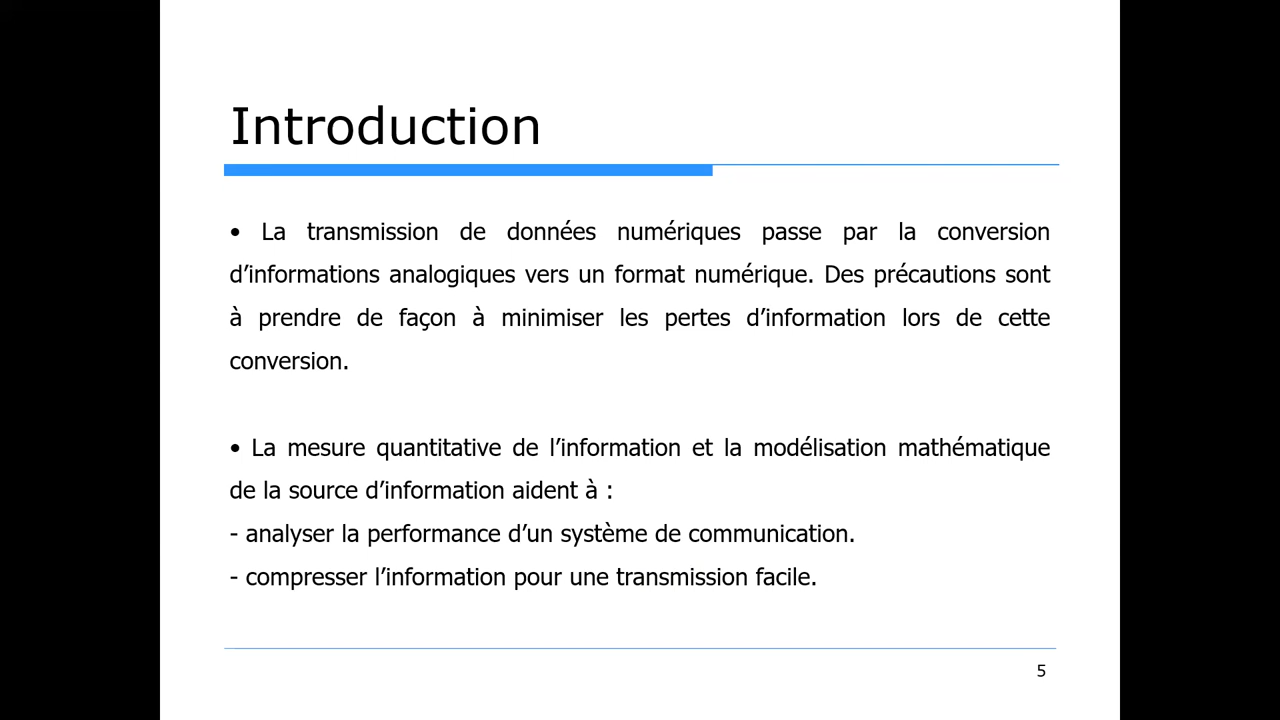 Introduction
• La transmission de données numériques passe par la conversion
d’informations analogiques vers un format numérique. Des précautions sont
à prendre de façon à minimiser les pertes d’information lors de cette
conversion.
• La mesure quantitative de l’information et la modélisation mathématique
de la source d’information aident à :
- analyser la performance d’un système de communication.
- compresser l’information pour une transmission facile.
5